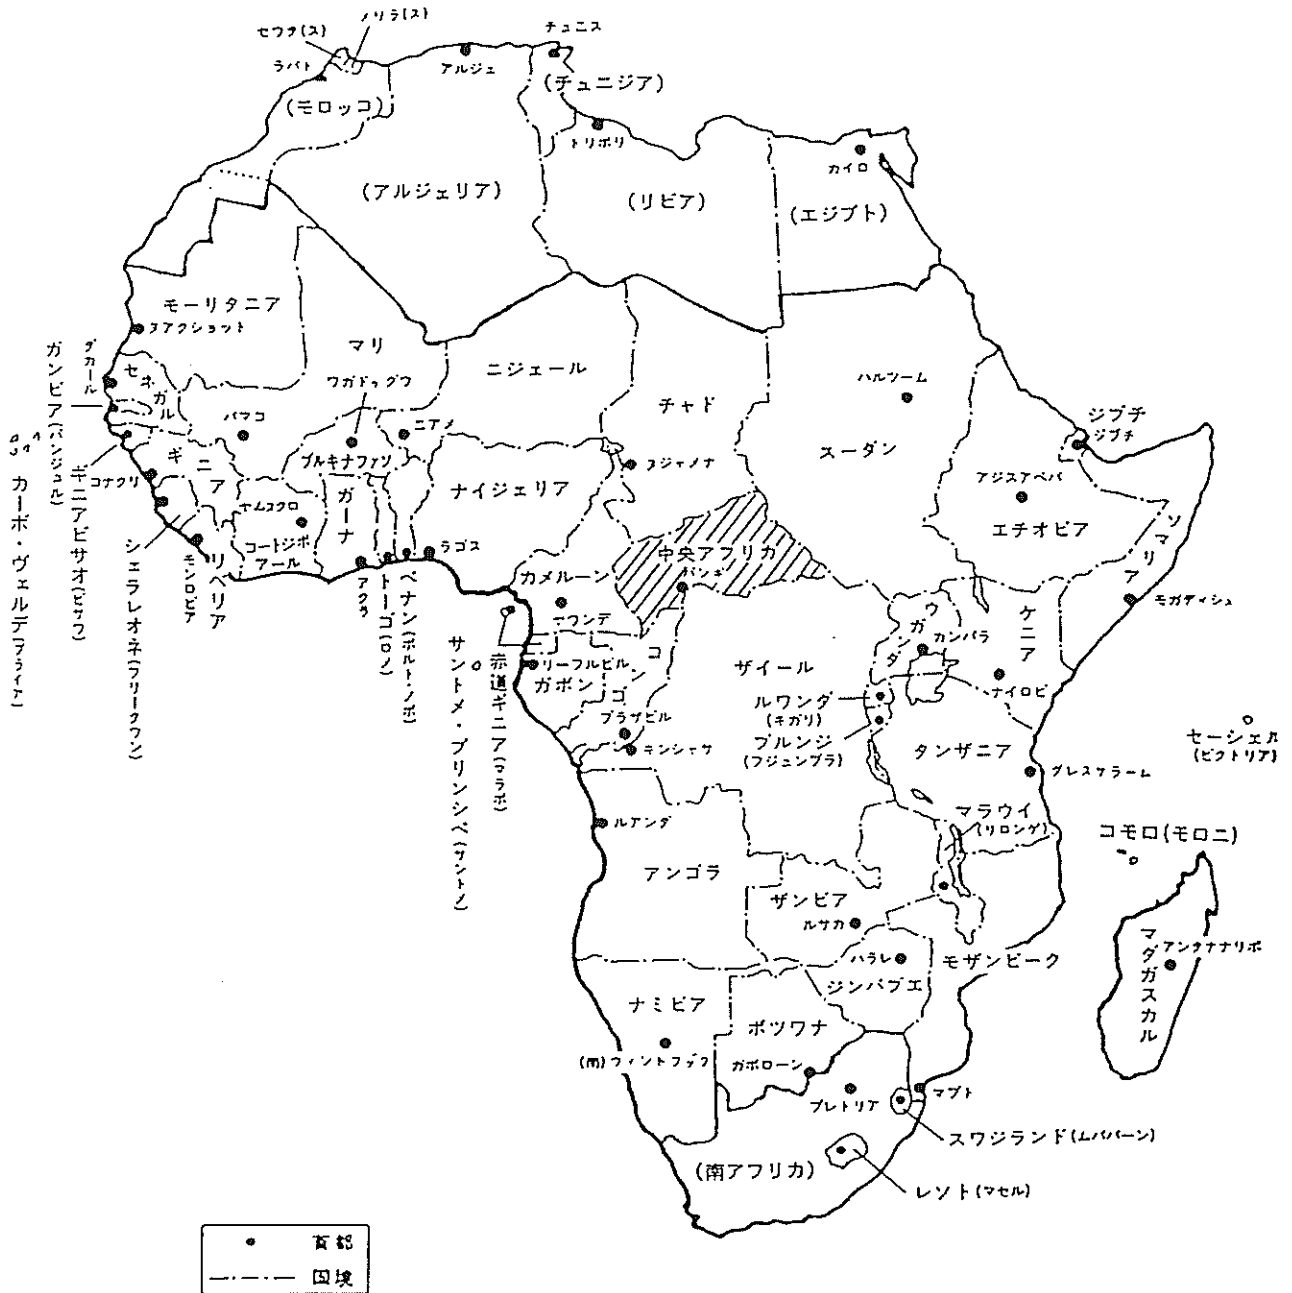 セウタ(ス)
メリラ(ス)
チュニス
ラバト
アルジェ
(チュニジア)
(モロッコ)
トリポリ
カイロ
(アルジェリア)
(リビア)
(エジプト)
モーリタニア
ヌアクショット
マリ
ニジェール
チャド
ハルツーム
スーダン
ダカール
セネガル
ガンビア(バンジュル)
ワガドゥグウ
バマコ
ニアメ
ブルキナファソ
ンジャメナ
ナイジェリア
ジブチ
ジブチ
アジスアベバ
エチオピア
ソマリア
モガディシュ
プライア
カーボ・ヴェルデ(プライア)
ギニアビサオ(ビサウ)
コナクリ
ギニア
シェラレオネ(フリータウン)
モンロビア
リベリア
ヤムスクロ
コートジボ
アール
ガーナ
アクラ
トーゴ(ロメ)
ベナン(ポルト・ノボ)
ラゴス
中央アフリカ
バンギ
カメルーン
ヤウンデ
サントメ・プリンシペ(サントメ)
赤道ギニア(マラボ)
リーブルビル
ガボン
コンゴ
ブラザビル
キンシャサ
ザイール
ウガンダ
カンパラ
ケニア
ナイロビ
ルワンダ
(キガリ)
ブルンジ
(ブジュンブラ)
タンザニア
ダレスサラーム
セーシェル
(ビクトリア)
マラウイ
(リロンゲ)
コモロ(モロニ)
ルアンダ
アンゴラ
ザンビア
ルサカ
ハラレ
モザンビーク
ジンバブエ
マダガスカル
アンタナナリボ
ナミビア
(南)ウィントフック
ボツワナ
ガボローン
プレトリア
マプト
スワジランド(ムババーン)
(南アフリカ)
レソト(マセル)
首都
国境